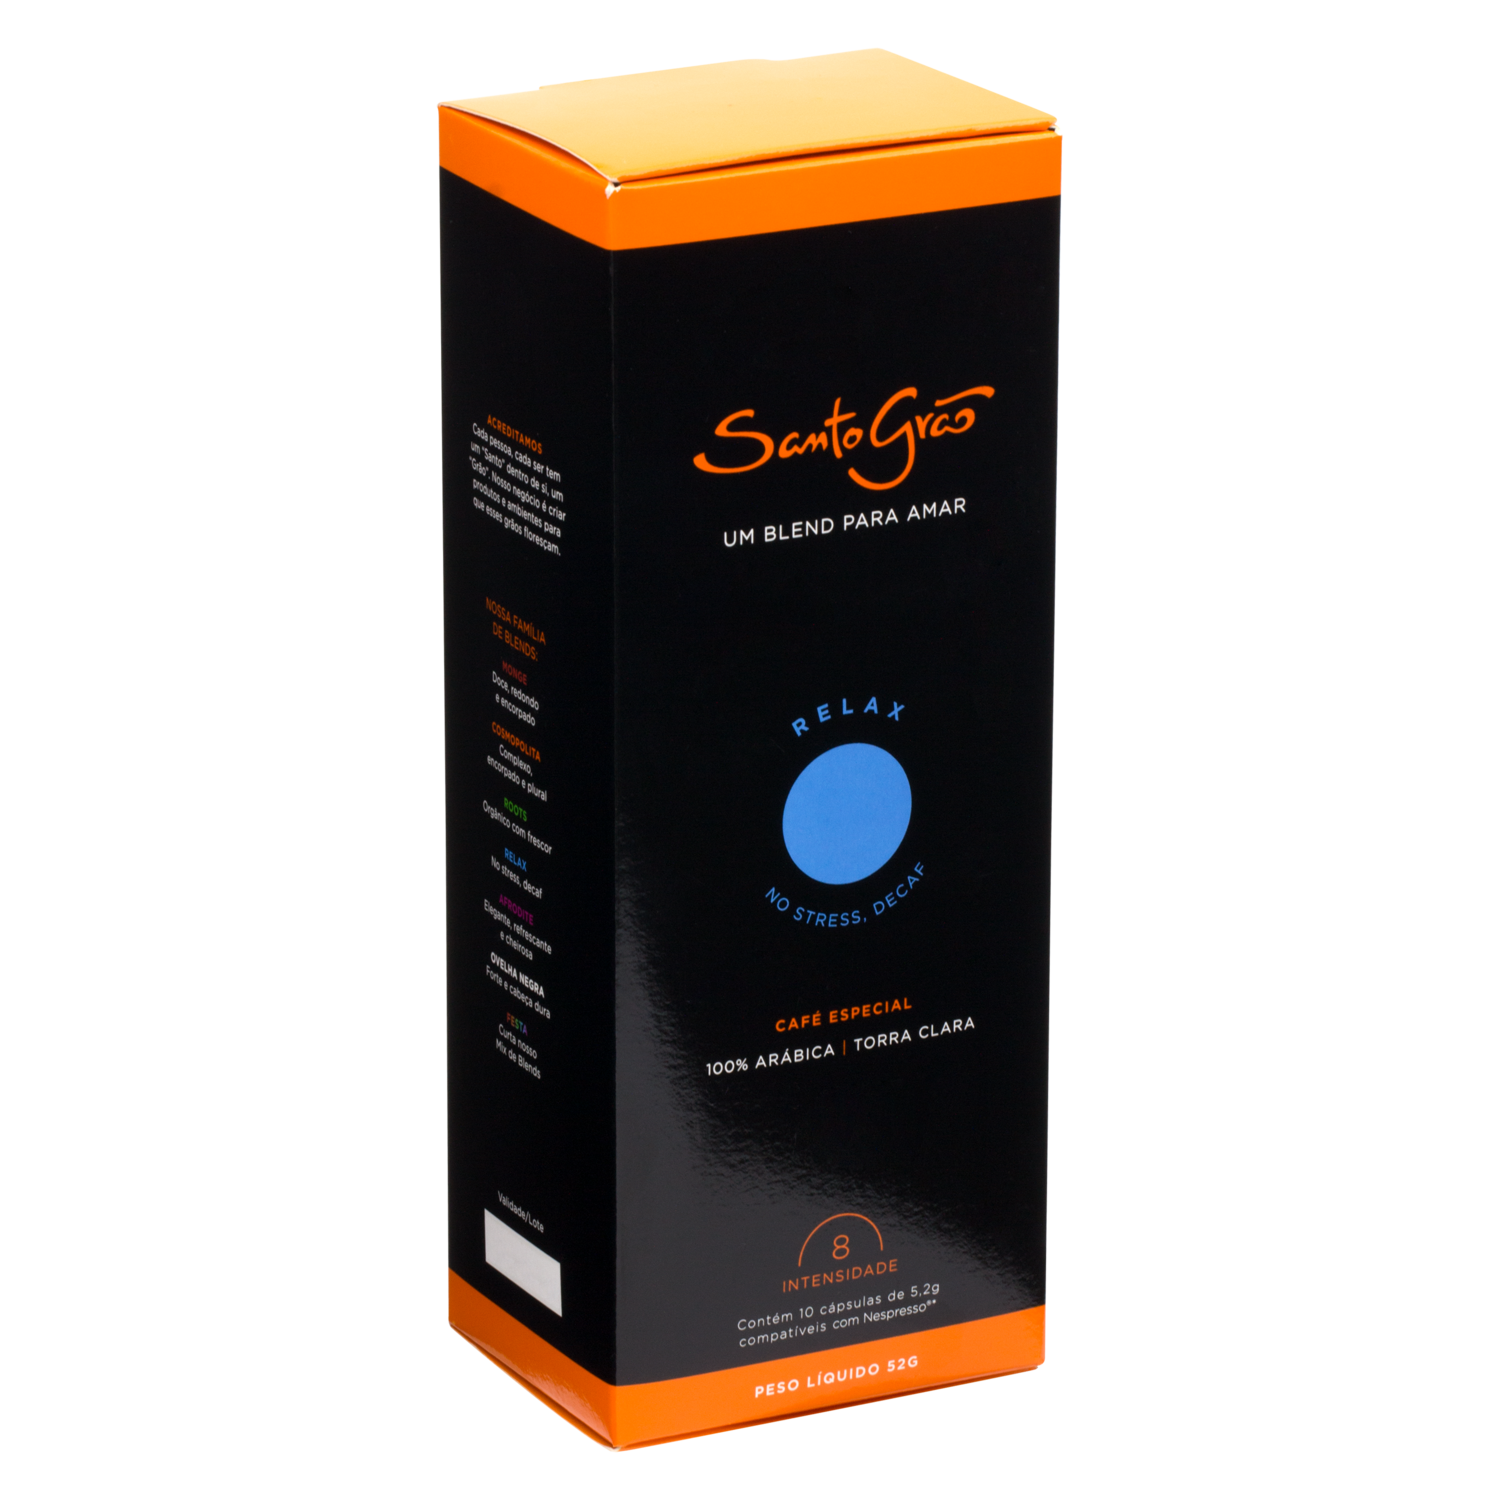 Santo Grão
UM BLEND PARA AMAR
RELAX
NO STRESS, DECAF
CAFÉ ESPECIAL
100% ARÁBICA | TORRA CLARA
8
INTENSIDADE
Contém 10 cápsulas de 5,2g
compatíveis com Nespresso®*
PESO LÍQUIDO 52G
ACREDITAMOS
Cada pessoa, cada ser tem
um "Santo" dentro de si, um
"Grão". Nosso negócio é criar
produtos e ambientes para
que esses grãos floresçam.
NOSSA FAMÍLIA
DE BLENDS:
MONGE
Doce, redondo
e encorpado
COSMOPOLITA
Complexo,
encorpado e plural
ROOTS
Orgânico com frescor
RELAX
No stress, decaf
AFRODITE
Elegante, refrescante
e cheirosa
OVELHA NEGRA
Forte e cabeça dura
FESTA
Curta nosso
Mix de Blends
Validade/Lote